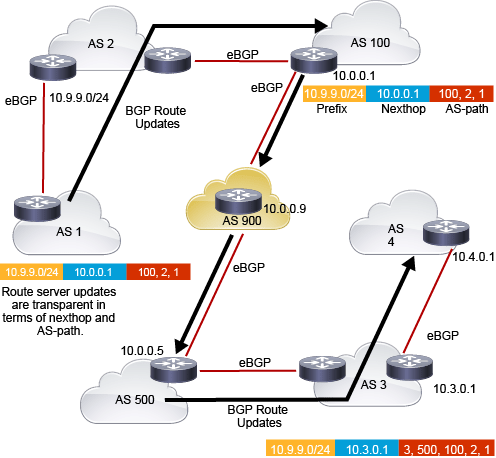 AS 2
AS 100
eBGP
10.0.0.1
eBGP
10.9.9.0/24
eBGP
10.9.9.0/24 10.0.0.1 100, 2, 1
Prefix Nexthop AS-path
BGP Route
Updates
10.0.0.9
AS 900
AS 1
AS
4
10.4.0.1
eBGP
10.9.9.0/24 10.0.0.1 100, 2, 1
Route server updates
are transparent in
terms of nexthop and
AS-path.
eBGP
10.0.0.5
eBGP
AS 500
AS 3
10.3.0.1
BGP Route
Updates
10.9.9.0/24 10.3.0.1 3, 500, 100, 2, 1